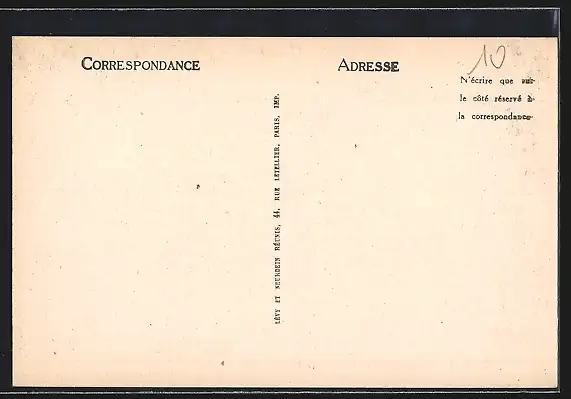 CORRESPONDANCE
ADRESSE
10
N'écrire que sur
le côté réservé à
la correspondance
LÉVY ET NEURDEIN RÉUNIS, 44, RUE LETELLIER, PARIS, IMP.